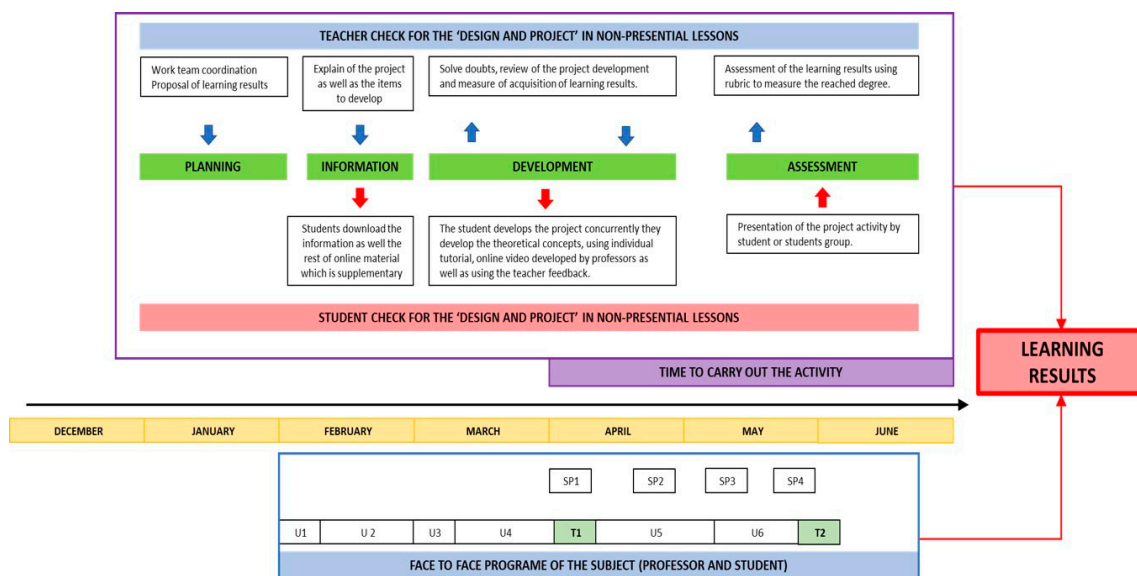 TEACHER CHECK FOR THE 'DESIGN AND PROJECT' IN NON-PRESENTIAL LESSONS
Work team coordination
Proposal of learning results
Explain of the project
as well as the items
to develop
Solve doubts, review of the project development
and measure of acquisition of learning results.
Assessment of the learning results using
rubric to measure the reached degree.
PLANNING
INFORMATION
DEVELOPMENT
ASSESSMENT
Students download the
information as well the
rest of online material
which is supplementary
The student develops the project concurrently they
develop the theoretical concepts, using individual
tutorial, online video developed by professors as
well as using the teacher feedback.
Presentation of the project activity by
student or students group.
STUDENT CHECK FOR THE 'DESIGN AND PROJECT' IN NON-PRESENTIAL LESSONS
TIME TO CARRY OUT THE ACTIVITY
LEARNING
RESULTS
DECEMBER
JANUARY
FEBRUARY
MARCH
APRIL
MAY
JUNE
SP1
SP2
SP3
SP4
U1
U 2
U3
U4
T1
U5
U6
T2
FACE TO FACE PROGRAME OF THE SUBJECT (PROFESSOR AND STUDENT)